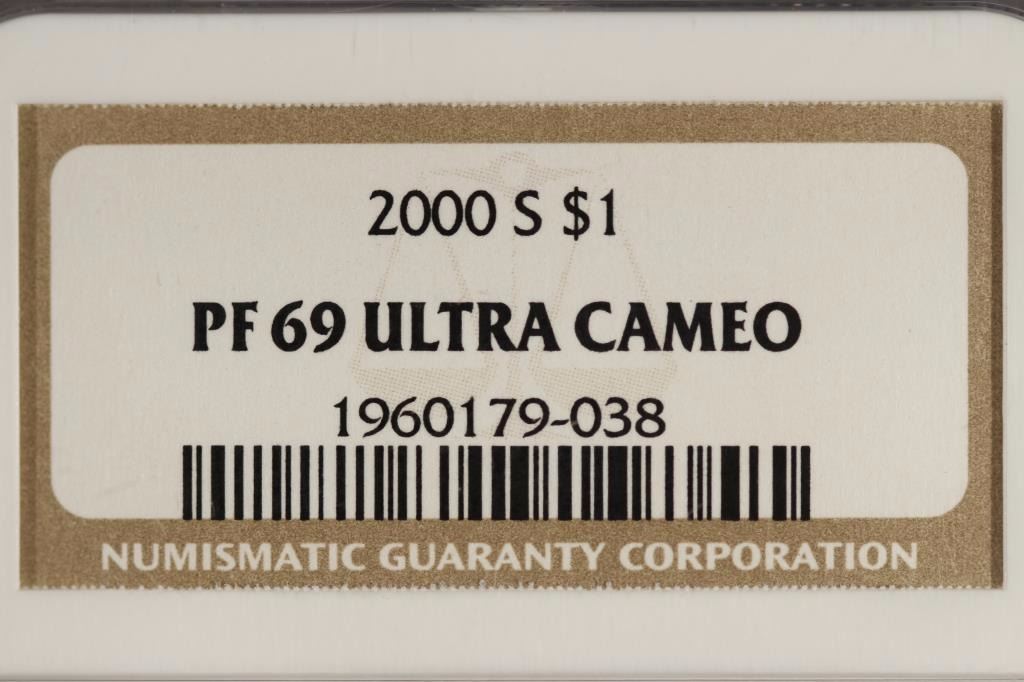 2000 S $1
PF 69 ULTRA CAMEO
1960179-038
NUMISMATIC GUARANTY CORPORATION